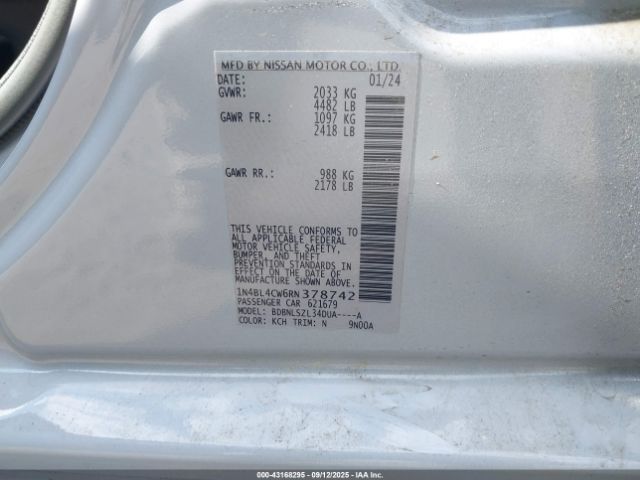 MFD BY NISSAN MOTOR CO., LTD.
DATE: 01/24
GVWR: 2033 KG
4482 LB
GAWR FR.: 1097 KG
2418 LB
GAWR RR.: 988 KG
2178 LB
THIS VEHICLE CONFORMS TO
ALL APPLICABLE FEDERAL
MOTOR VEHICLE SAFETY,
BUMPER, AND THEFT
PREVENTION STANDARDS IN
EFFECT ON THE DATE OF
MANUFACTURE SHOWN ABOVE.
1N4BL4CW6RN378742
PASSENGER CAR 621679
MODEL: BDBNLSZL34DUA----A
COLOR: KCH TRIM: N 9N00A
000-43168295 - 09/12/2025 - IAA Inc.